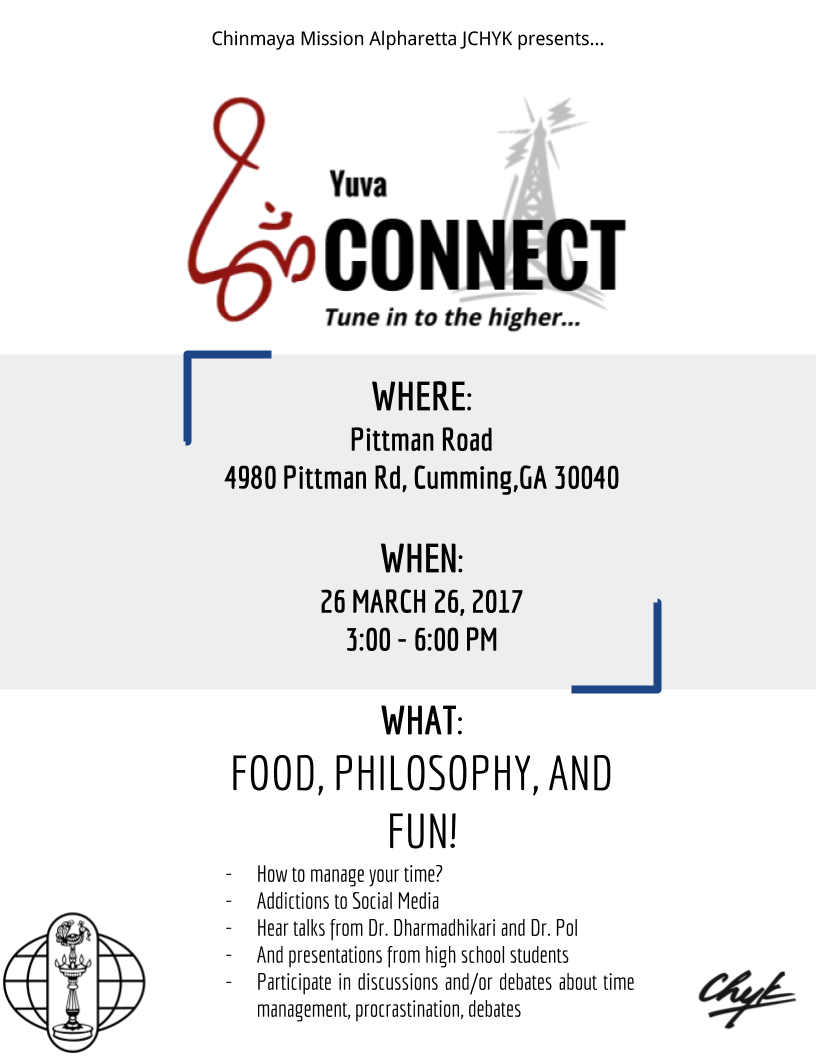 Chinmaya Mission Alpharetta JCHYK presents...
Yuva
CONNECT
Tune in to the higher...
WHERE:
Pittman Road
4980 Pittman Rd, Cumming,GA 30040
WHEN:
26 MARCH 26, 2017
3:00 - 6:00 PM
WHAT:
FOOD, PHILOSOPHY, AND
FUN!
- How to manage your time?
- Addictions to Social Media
- Hear talks from Dr. Dharmadhikari and Dr. Pol
- And presentations from high school students
- Participate in discussions and/or debates about time
management, procrastination, debates
Chyk